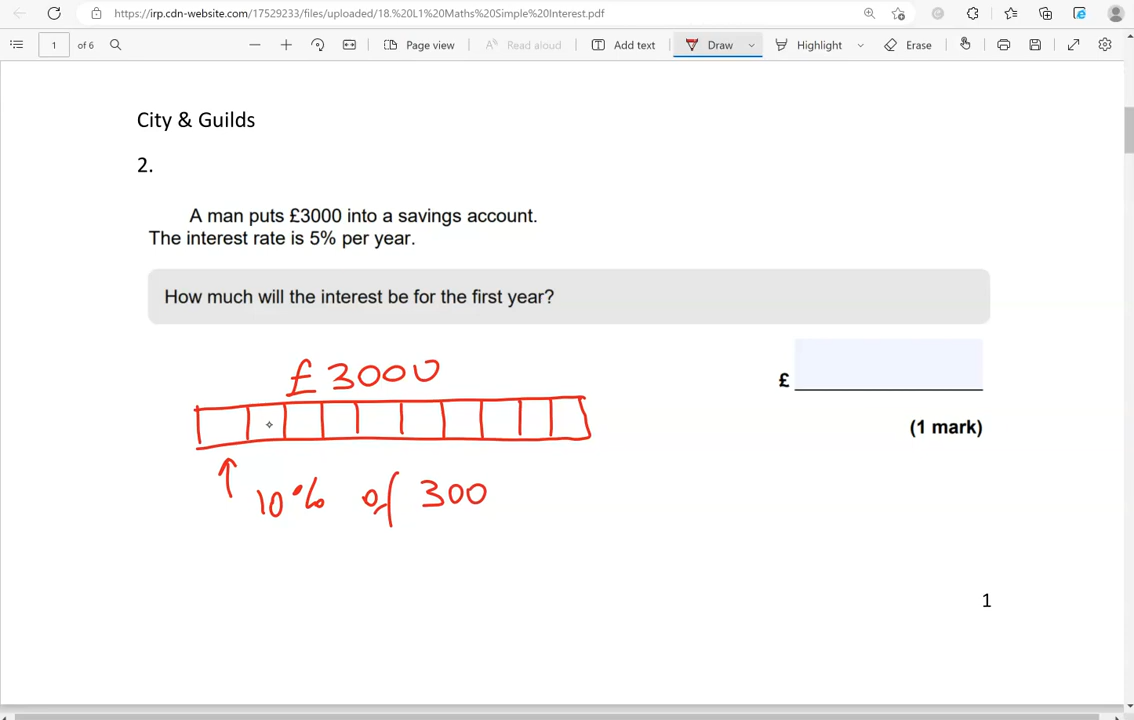 https://irp.cdn-website.com/17529233/files/uploaded/18.%20L1%20Maths%20Simple%20Interest.pdf
1 of 6 Page view Read aloud Add text Draw Highlight Erase
City & Guilds
2.
A man puts £3000 into a savings account.
The interest rate is 5% per year.
How much will the interest be for the first year?
£3000
£
(1 mark)
10% of 300
1